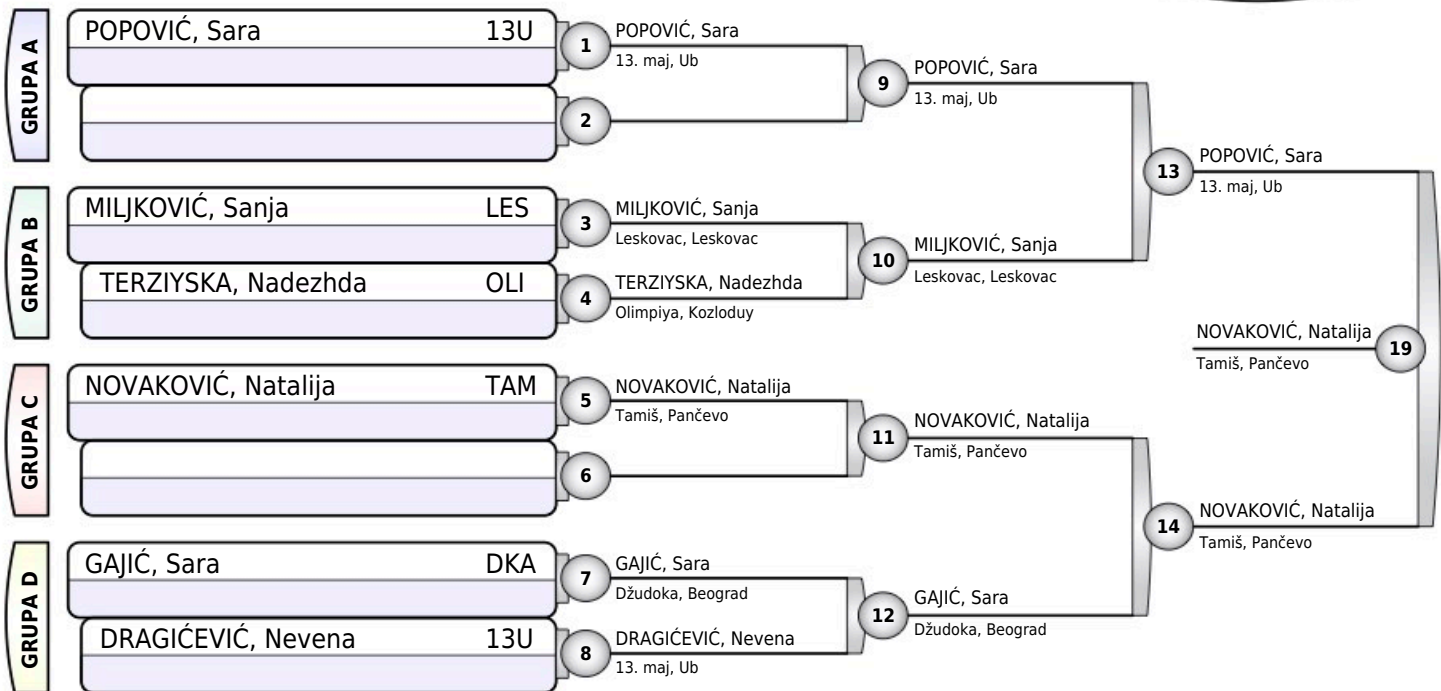 GRUPA A
POPOVIĆ, Sara 13U
1
POPOVIĆ, Sara
13. maj, Ub
2
9
POPOVIĆ, Sara
13. maj, Ub
GRUPA B
MILJKOVIĆ, Sanja LES
3
MILJKOVIĆ, Sanja
Leskovac, Leskovac
TERZIYSKA, Nadezhda OLI
4
TERZIYSKA, Nadezhda
Olimpiya, Kozloduy
10
MILJKOVIĆ, Sanja
Leskovac, Leskovac
13
POPOVIĆ, Sara
13. maj, Ub
GRUPA C
NOVAKOVIĆ, Natalija TAM
5
NOVAKOVIĆ, Natalija
Tamiš, Pančevo
6
11
NOVAKOVIĆ, Natalija
Tamiš, Pančevo
GRUPA D
GAJIĆ, Sara DKA
7
GAJIĆ, Sara
Džudoka, Beograd
DRAGIĆEVIĆ, Nevena 13U
8
DRAGIĆEVIĆ, Nevena
13. maj, Ub
12
GAJIĆ, Sara
Džudoka, Beograd
14
NOVAKOVIĆ, Natalija
Tamiš, Pančevo
NOVAKOVIĆ, Natalija
Tamiš, Pančevo
19